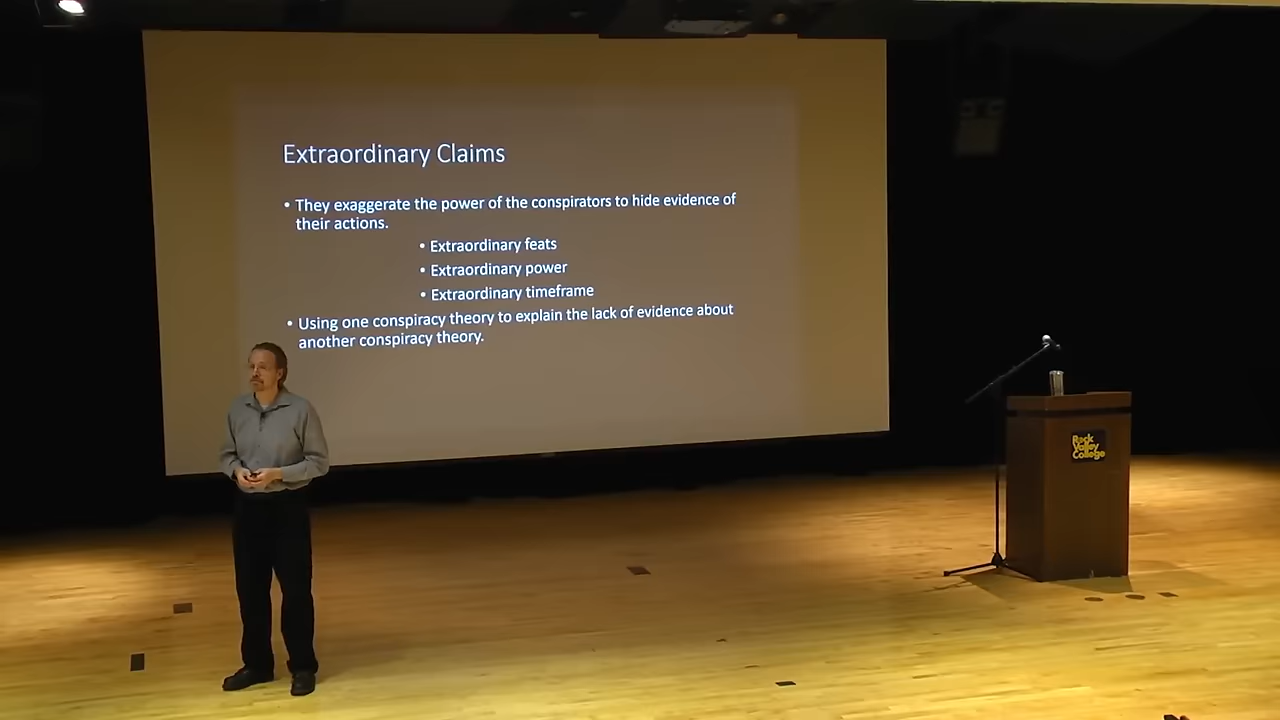 Extraordinary Claims
• They exaggerate the power of the conspirators to hide evidence of
their actions.
• Extraordinary feats
• Extraordinary power
• Extraordinary timeframe
• Using one conspiracy theory to explain the lack of evidence about
another conspiracy theory.
Rock
Valley
College